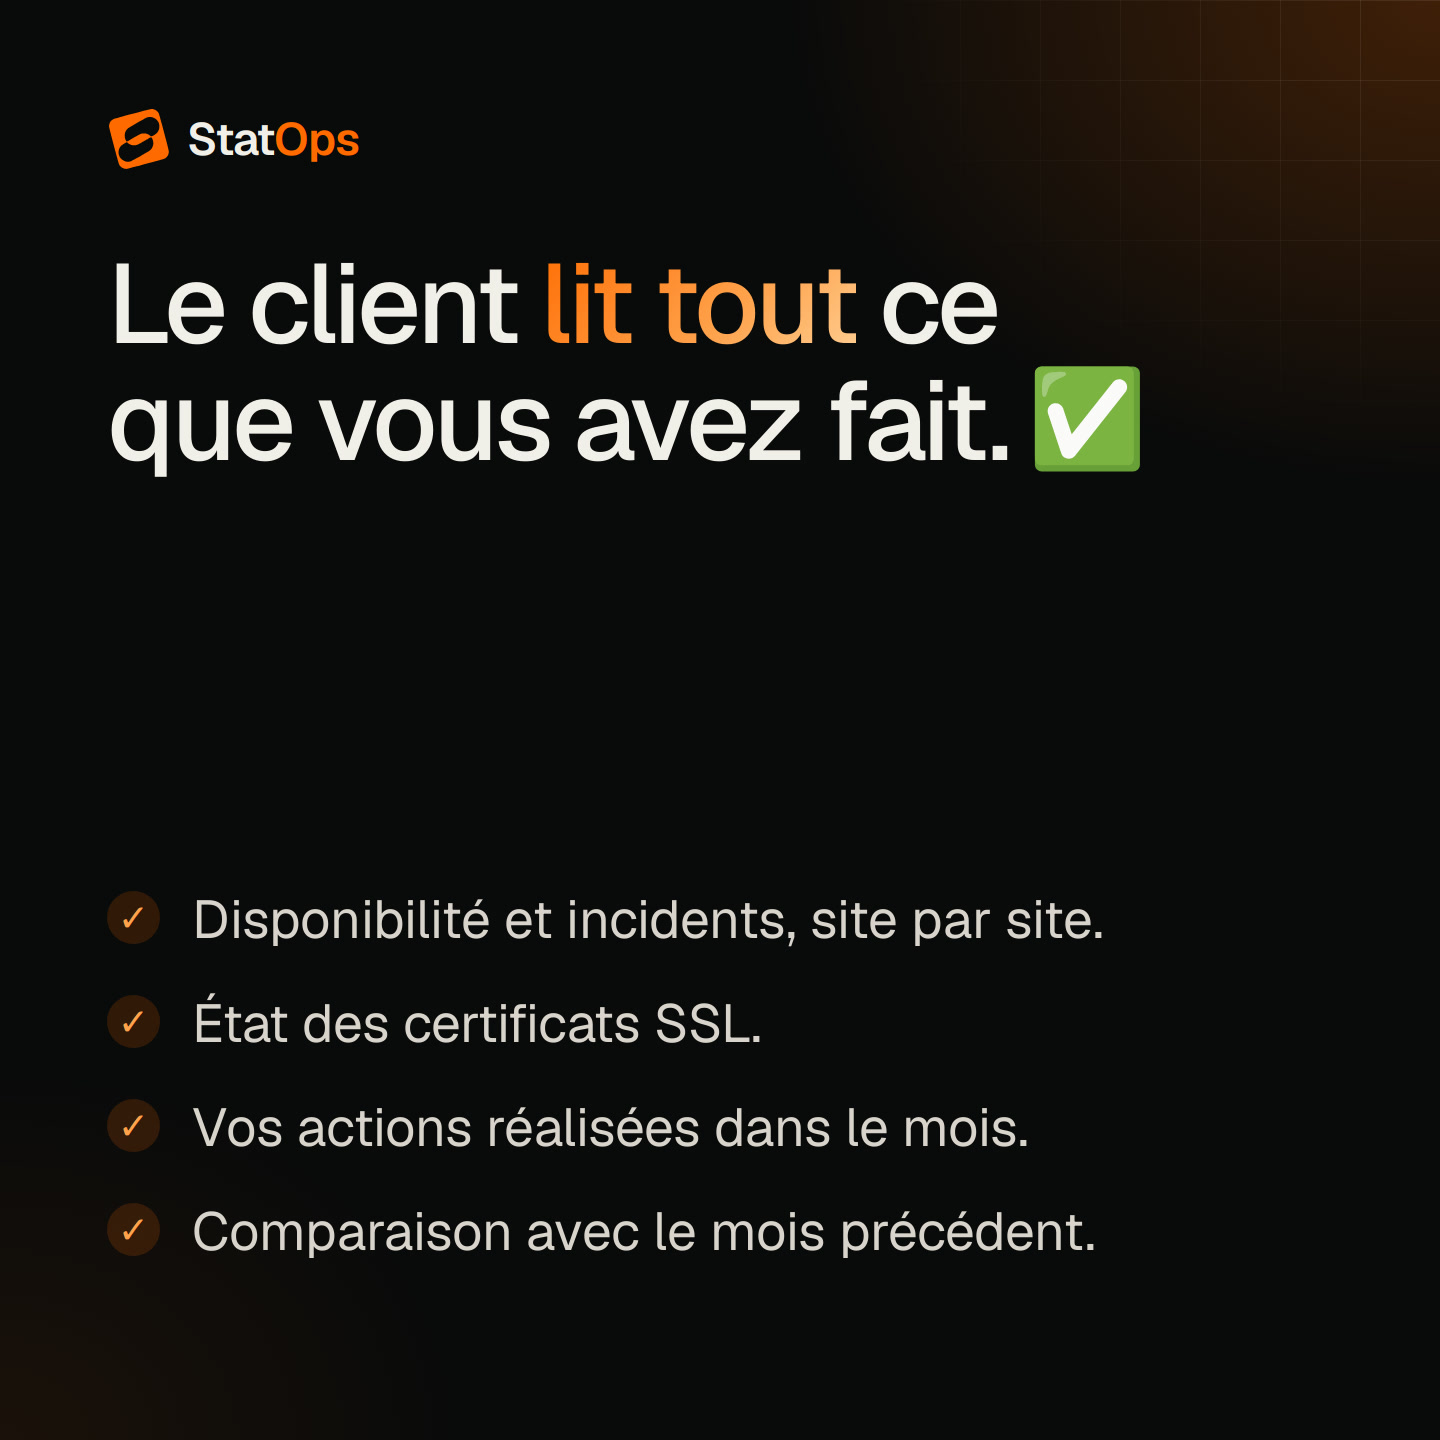 StatOps
Le client lit tout ce
que vous avez fait. ✅
✓ Disponibilité et incidents, site par site.
✓ État des certificats SSL.
✓ Vos actions réalisées dans le mois.
✓ Comparaison avec le mois précédent.